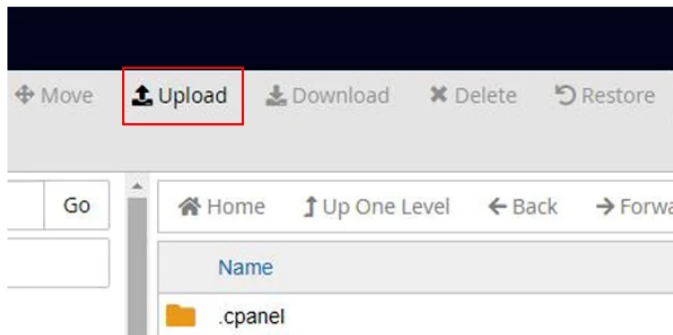 Move Upload Download Delete Restore
Go
Home Up One Level Back Forwa
Name
.cpanel